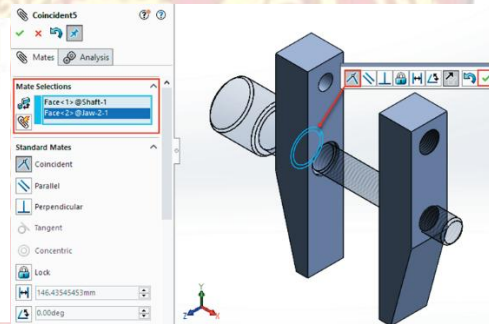 Coincident5
Mates
Analysis
Mate Selections
Face<1>@Shaft-1
Face<2>@Jaw-2-1
Standard Mates
Coincident
Parallel
Perpendicular
Tangent
Concentric
Lock
146.43545453mm
0.00deg
Y
Z
X